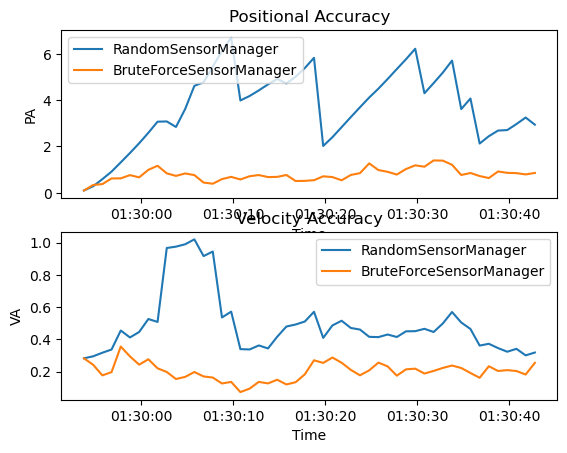 Positional Accuracy
RandomSensorManager
BruteForceSensorManager
PA
6
4
2
0
01:30:00 01:30:10 01:30:20 01:30:30 01:30:40
Time
Velocity Accuracy
RandomSensorManager
BruteForceSensorManager
VA
1.0
0.8
0.6
0.4
0.2
01:30:00 01:30:10 01:30:20 01:30:30 01:30:40
Time